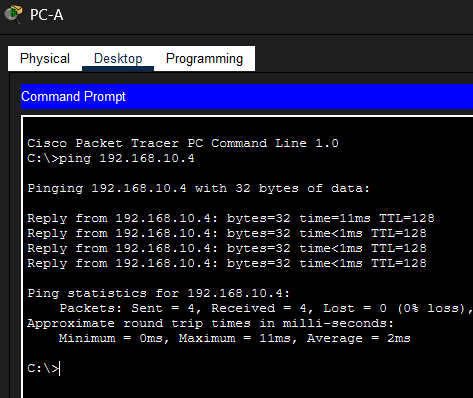 PC-A
Physical Desktop Programming
Command Prompt
Cisco Packet Tracer PC Command Line 1.0
C:\>ping 192.168.10.4
Pinging 192.168.10.4 with 32 bytes of data:
Reply from 192.168.10.4: bytes=32 time=11ms TTL=128
Reply from 192.168.10.4: bytes=32 time<1ms TTL=128
Reply from 192.168.10.4: bytes=32 time<1ms TTL=128
Reply from 192.168.10.4: bytes=32 time<1ms TTL=128
Ping statistics for 192.168.10.4:
Packets: Sent = 4, Received = 4, Lost = 0 (0% loss),
Approximate round trip times in milli-seconds:
Minimum = 0ms, Maximum = 11ms, Average = 2ms
C:\>